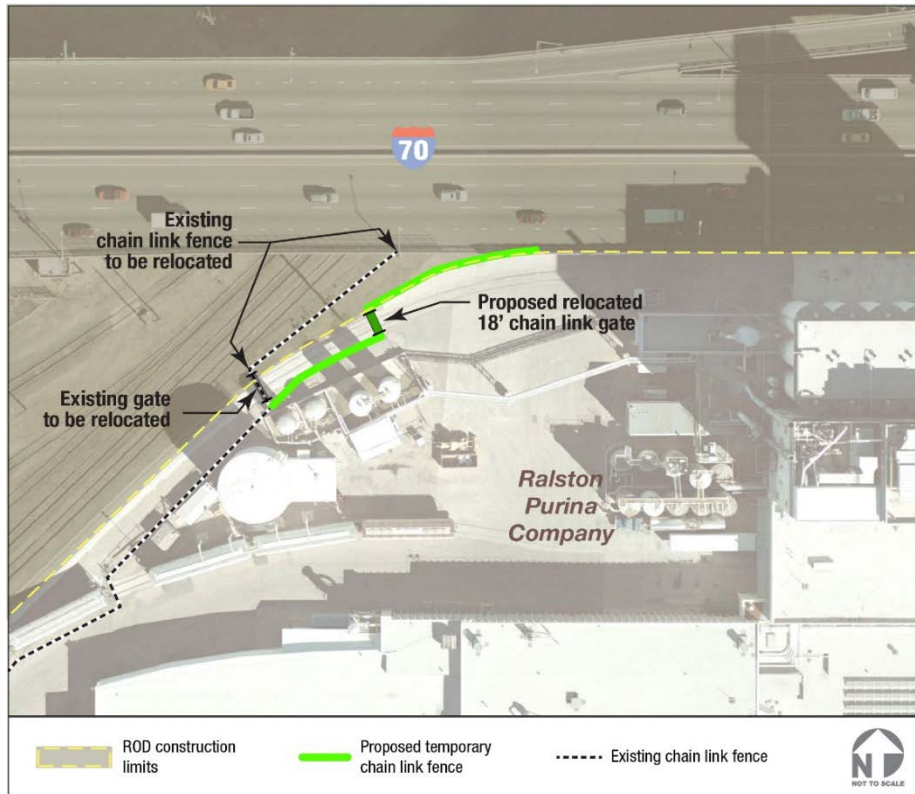 70
Existing
chain link fence
to be relocated
Proposed relocated
18' chain link gate
Existing gate
to be relocated
Ralston
Purina
Company
ROD construction
limits
Proposed temporary
chain link fence
Existing chain link fence
N
NOT TO SCALE